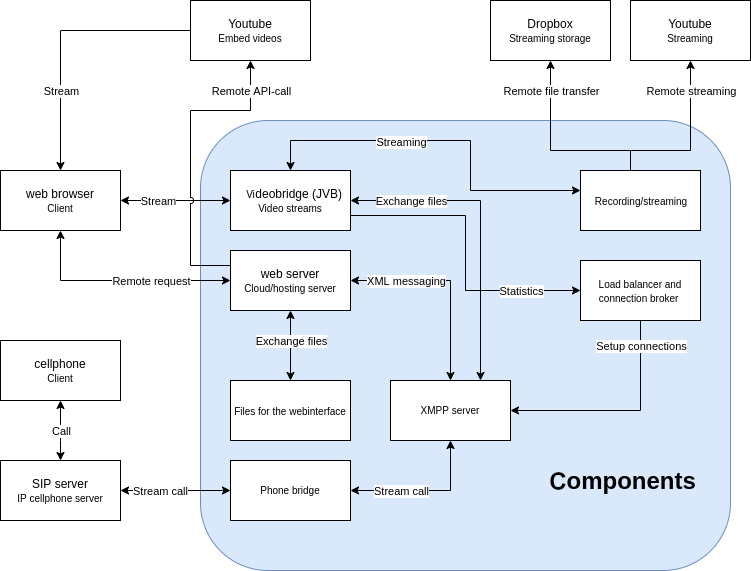 Youtube
Embed videos
Dropbox
Streaming storage
Youtube
Streaming
Stream
Remote API-call
Remote file transfer
Remote streaming
Streaming
web browser
Client
Stream
Videobridge (JVB)
Video streams
Exchange files
Recording/streaming
Remote request
web server
Cloud/hosting server
XML messaging
Statistics
Load balancer and
connection broker
Exchange files
Setup connections
cellphone
Client
Files for the webinterface
XMPP server
Call
SIP server
IP cellphone server
Stream call
Phone bridge
Stream call
Components